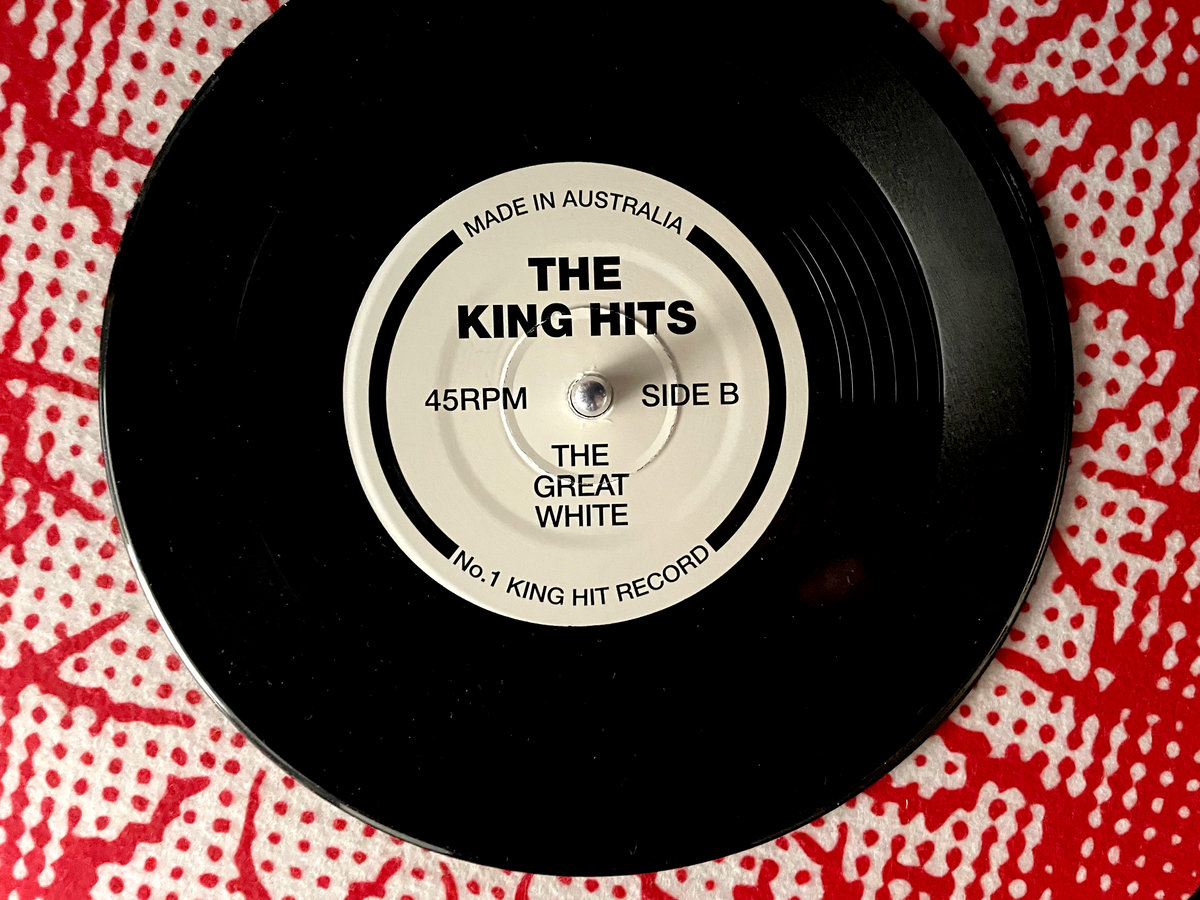 MADE IN AUSTRALIA
THE
KING HITS
45RPM SIDE B
THE
GREAT
WHITE
No.1 KING HIT RECORD